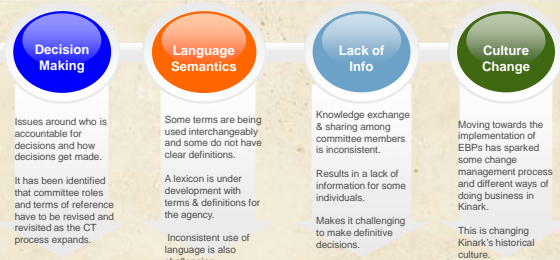 Decision
Making
Issues around who is
accountable for
decisions and how
decisions get made.
It has been identified
that committee roles
and terms of reference
have to be revised and
revisited as the CT
process expands.
Language
Semantics
Some terms are being
used interchangeably
and some do not have
clear definitions.
A lexicon is under
development with
terms & definitions for
the agency.
Inconsistent use of
language is also
Lack of
Info
Knowledge exchange
& sharing among
committee members
is inconsistent.
Results in a lack of
information for some
individuals.
Makes it challenging
to make definitive
decisions.
Culture
Change
Moving towards the
implementation of
EBPs has sparked
some change
management process
and different ways of
doing business in
Kinark.
This is changing
Kinark's historical
culture.